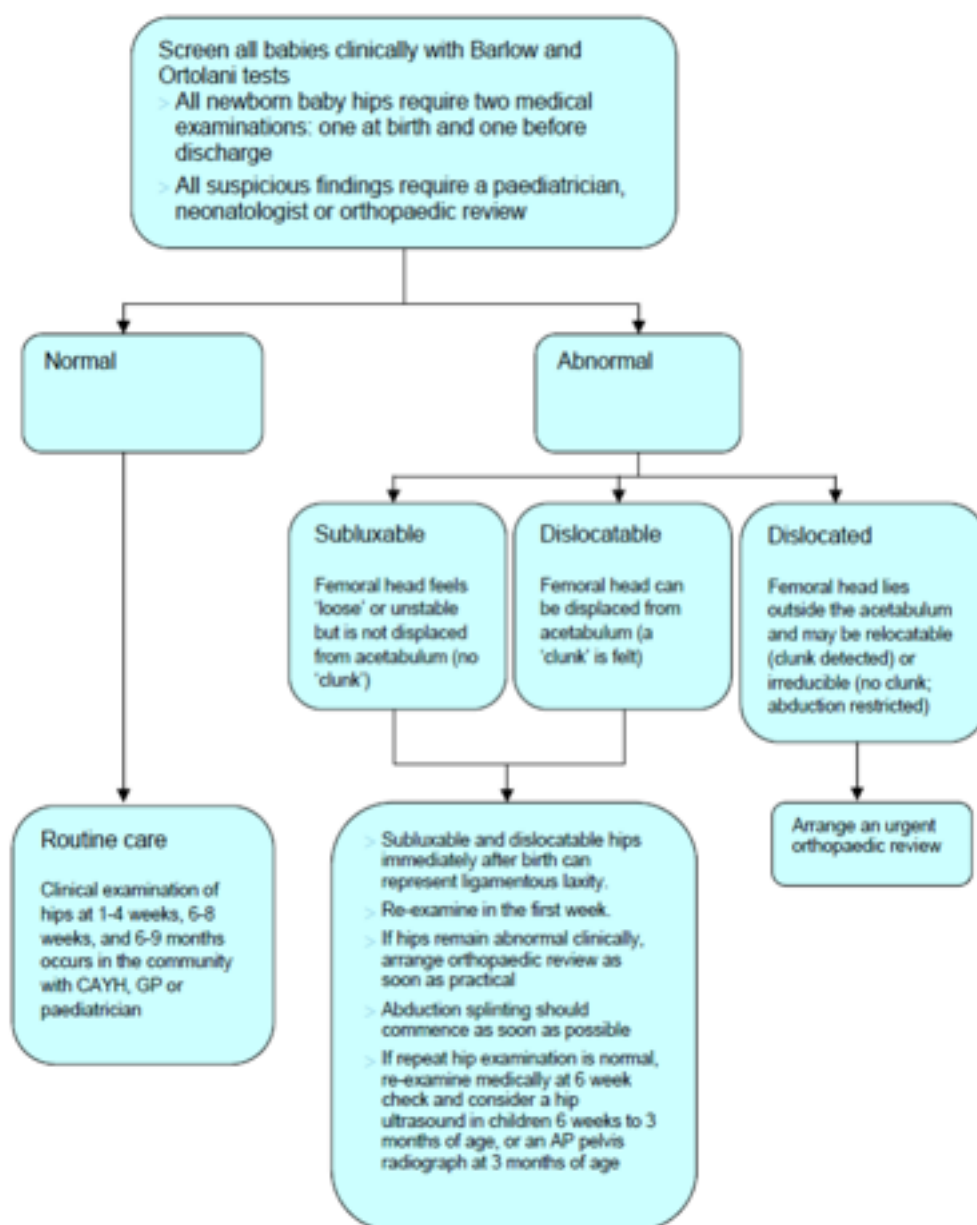 Screen all babies clinically with Barlow and
Ortolani tests
> All newborn baby hips require two medical
examinations: one at birth and one before
discharge
> All suspicious findings require a paediatrician,
neonatologist or orthopaedic review
Normal
Abnormal
Subluxable
Femoral head feels
'loose' or unstable
but is not displaced
from acetabulum (no
'clunk')
Dislocatable
Femoral head can
be displaced from
acetabulum (a
'clunk' is felt)
Dislocated
Femoral head lies
outside the acetabulum
and may be relocatable
(clunk detected) or
irreducible (no clunk;
abduction restricted)
Routine care
Clinical examination of
hips at 1-4 weeks, 6-8
weeks, and 6-9 months
occurs in the community
with CAYH, GP or
paediatrician
> Subluxable and dislocatable hips
immediately after birth can
represent ligamentous laxity.
> Re-examine in the first week.
> If hips remain abnormal clinically,
arrange orthopaedic review as
soon as practical
> Abduction splinting should
commence as soon as possible
> If repeat hip examination is normal,
re-examine medically at 6 week
check and consider a hip
ultrasound in children 6 weeks to 3
months of age, or an AP pelvis
radiograph at 3 months of age
Arrange an urgent
orthopaedic review